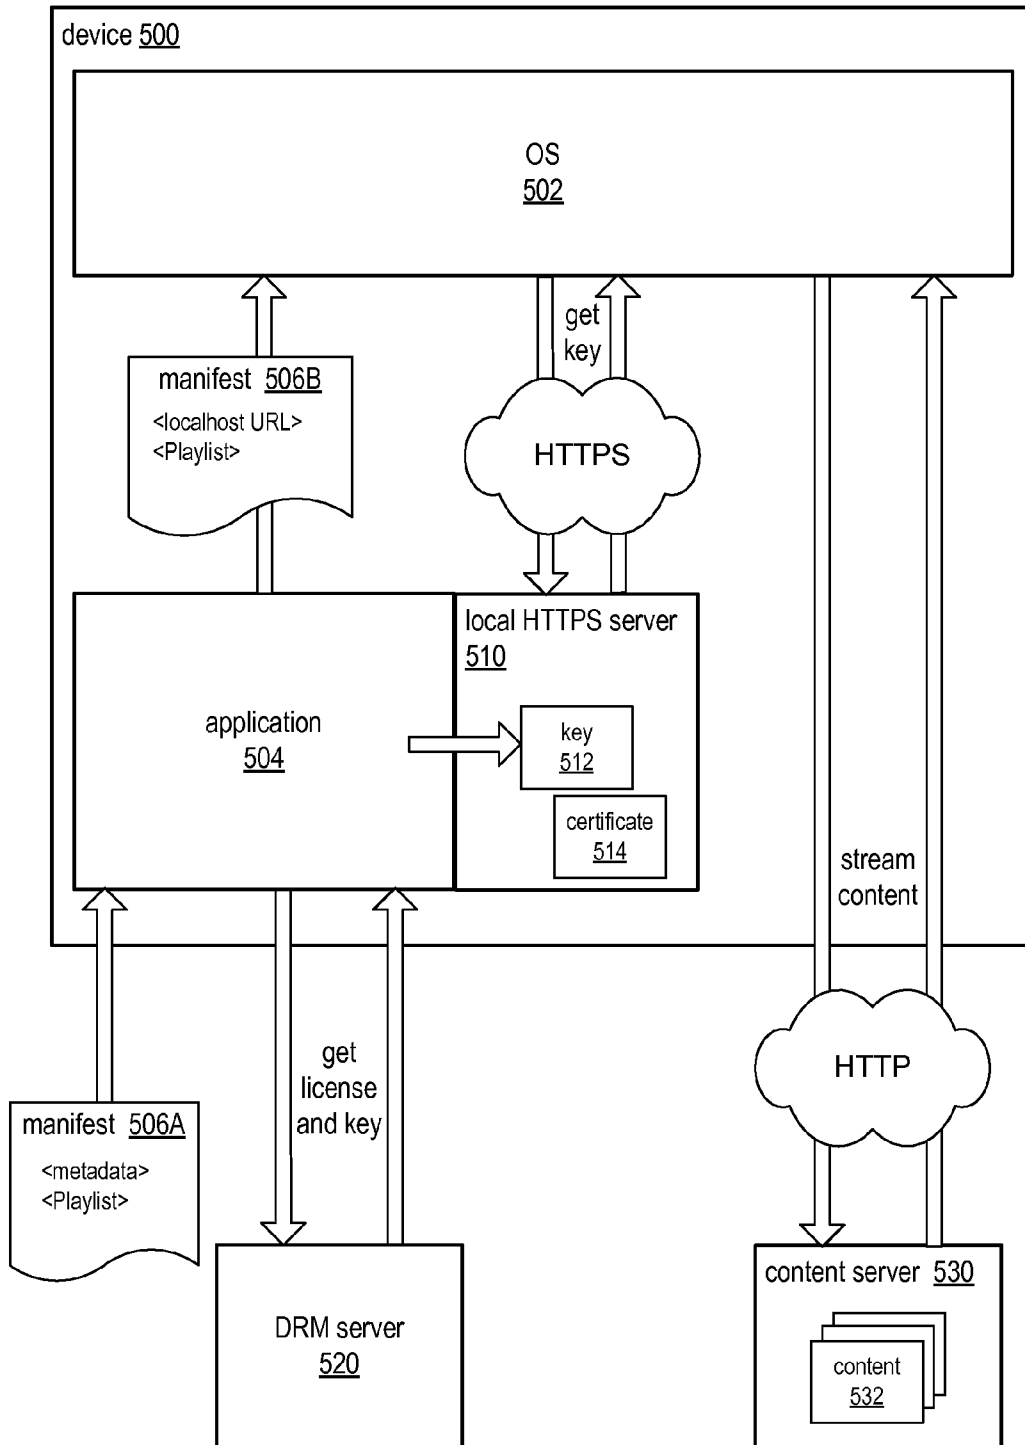 device 500
OS
502
get
key
manifest 506B
<localhost URL>
<Playlist>
HTTPS
local HTTPS server
510
application
504
key
512
certificate
514
stream
content
get
license
and key
HTTP
manifest 506A
<metadata>
<Playlist>
DRM server
520
content server 530
content
532